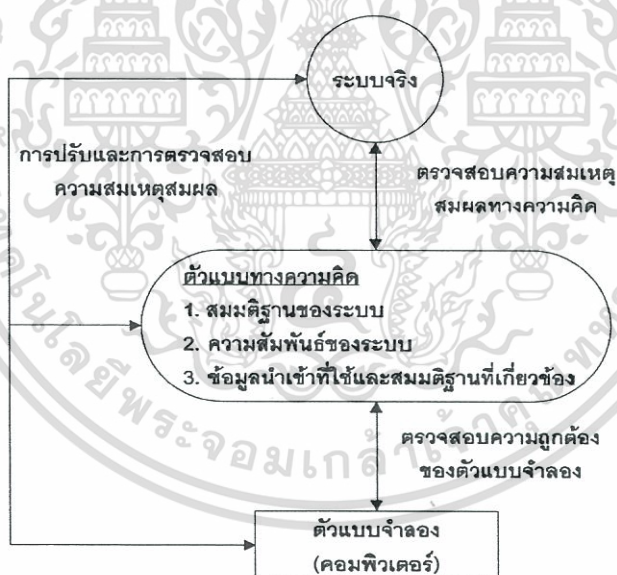 ระบบจริง
การปรับและการตรวจสอบ
ความสมเหตุสมผล
ตรวจสอบความสมเหตุ
สมผลทางความคิด
ตัวแบบทางความคิด
1. สมมติฐานของระบบ
2. ความสัมพันธ์ของระบบ
3. ข้อมูลนำเข้าที่ใช้และสมมติฐานที่เกี่ยวข้อง
ตรวจสอบความถูกต้อง
ของตัวแบบจำลอง
ตัวแบบจำลอง
(คอมพิวเตอร์)